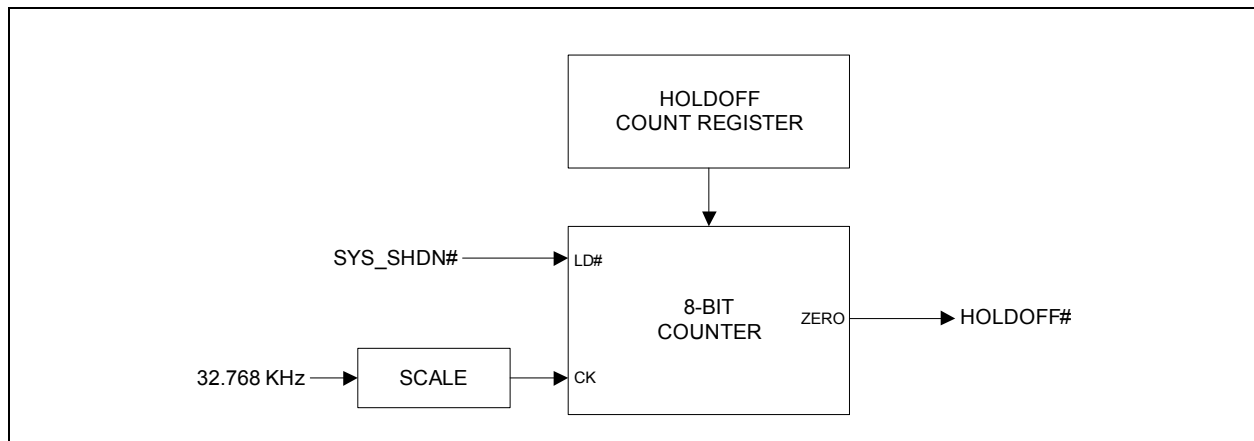 HOLDOFF
COUNT REGISTER
SYS_SHDN#
LD#
8-BIT
COUNTER
ZERO
HOLDOFF#
32.768 KHz
SCALE
CK